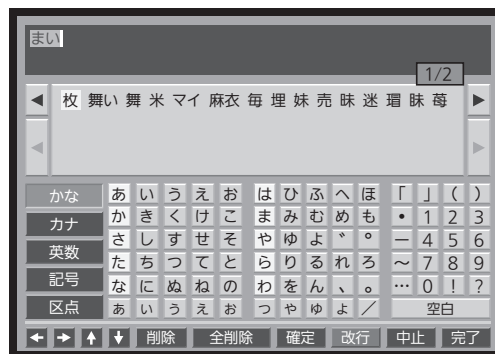 まい
1/2
◀ 枚 舞い 舞 米 マイ 麻衣 毎 埋 妹 売 昧 迷 瑁 眛 苺 ▶
◀ ▶
かな あ い う え お は ひ ふ へ ほ 「 」 ( )
カナ か き く け こ ま み む め も ・ 1 2 3
英数 さ し す せ そ や ゆ よ ゛ ゜ ー 4 5 6
た ち つ て と ら り る れ ろ ~ 7 8 9
記号 な に ぬ ね の わ を ん 、 。 … 0 ! ?
区点 ぁ ぃ ぅ ぇ ぉ っ ゃ ゅ ょ / 空白
← → ↑ ↓ 削除 全削除 確定 改行 中止 完了